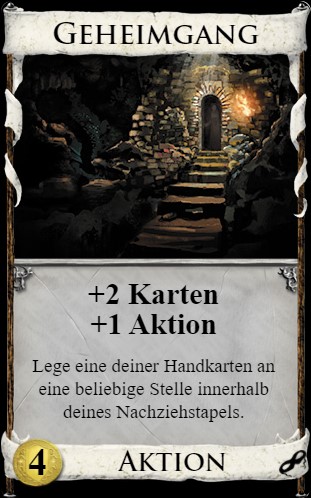 GEHEIMGANG
+2 Karten
+1 Aktion
Lege eine deiner Handkarten an
eine beliebige Stelle innerhalb
deines Nachziehstapels.
4
AKTION